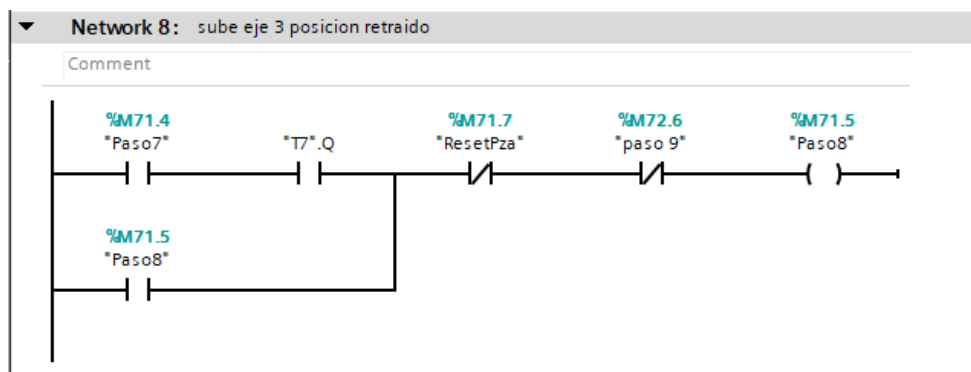 Network 8: sube eje 3 posicion retraido
Comment
%M71.4 %M71.7 %M72.6 %M71.5
"Paso7" "T7".Q "ResetPza" "paso 9" "Paso8"
%M71.5
"Paso8"